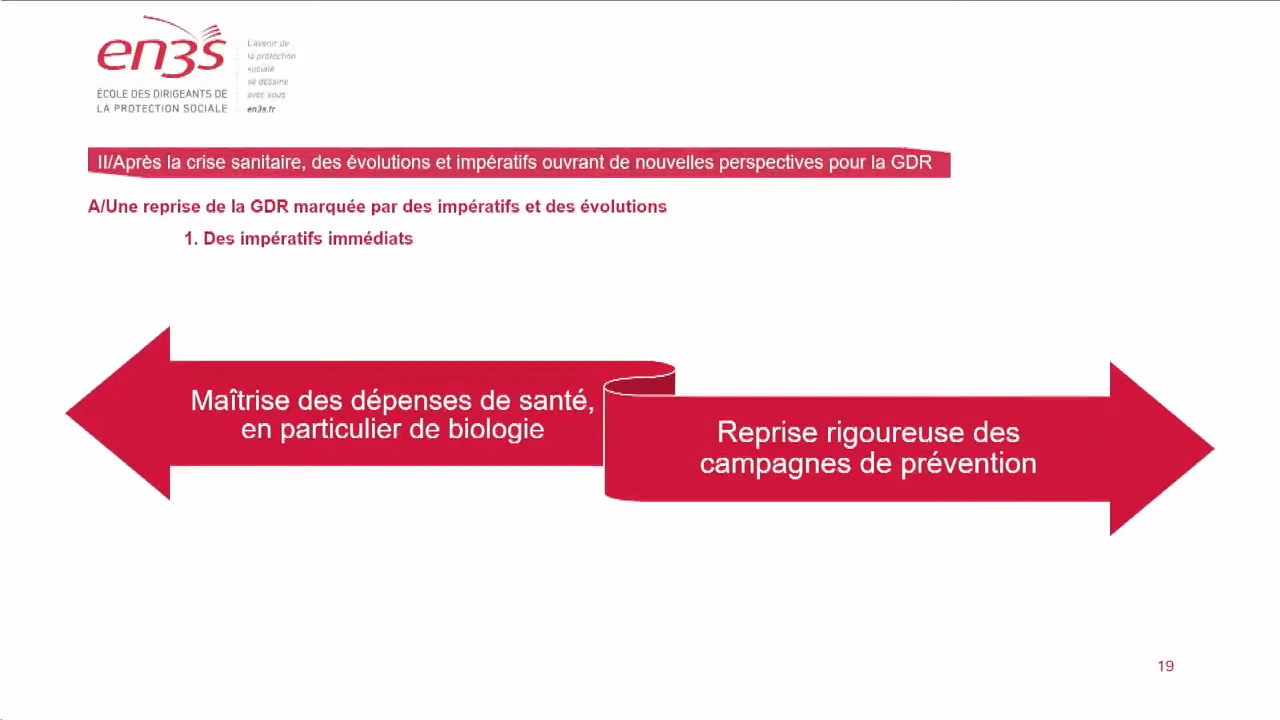 en3s
ÉCOLE DES DIRIGEANTS DE
LA PROTECTION SOCIALE
L'avenir de
la protection
sociale
se dessine
avec vous
en3s.fr
II/Après la crise sanitaire, des évolutions et impératifs ouvrant de nouvelles perspectives pour la GDR
A/Une reprise de la GDR marquée par des impératifs et des évolutions
1. Des impératifs immédiats
Maîtrise des dépenses de santé,
en particulier de biologie
Reprise rigoureuse des
campagnes de prévention
19